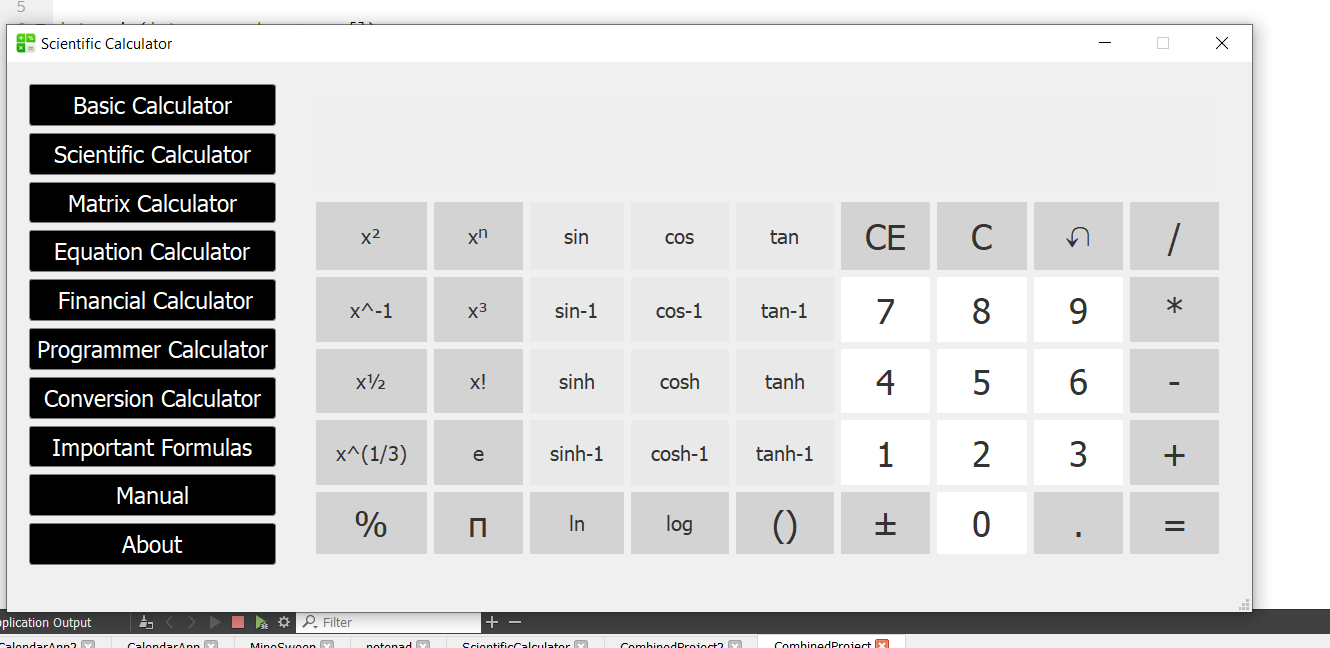 5
Scientific Calculator
Basic Calculator
Scientific Calculator
Matrix Calculator
Equation Calculator
Financial Calculator
Programmer Calculator
Conversion Calculator
Important Formulas
Manual
About
x² xⁿ sin cos tan CE C /
x^-1 x³ sin-1 cos-1 tan-1 7 8 9 *
x½ x! sinh cosh tanh 4 5 6 -
x^(1/3) e sinh-1 cosh-1 tanh-1 1 2 3 +
% п ln log () ± 0 . =
plication Output Filter
CalendarApp2 CalendarApp MineSweep notepad ScientificCalculator CombinedProject2 CombinedProject